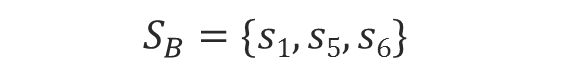 S_B = {s_1, s_5, s_6}